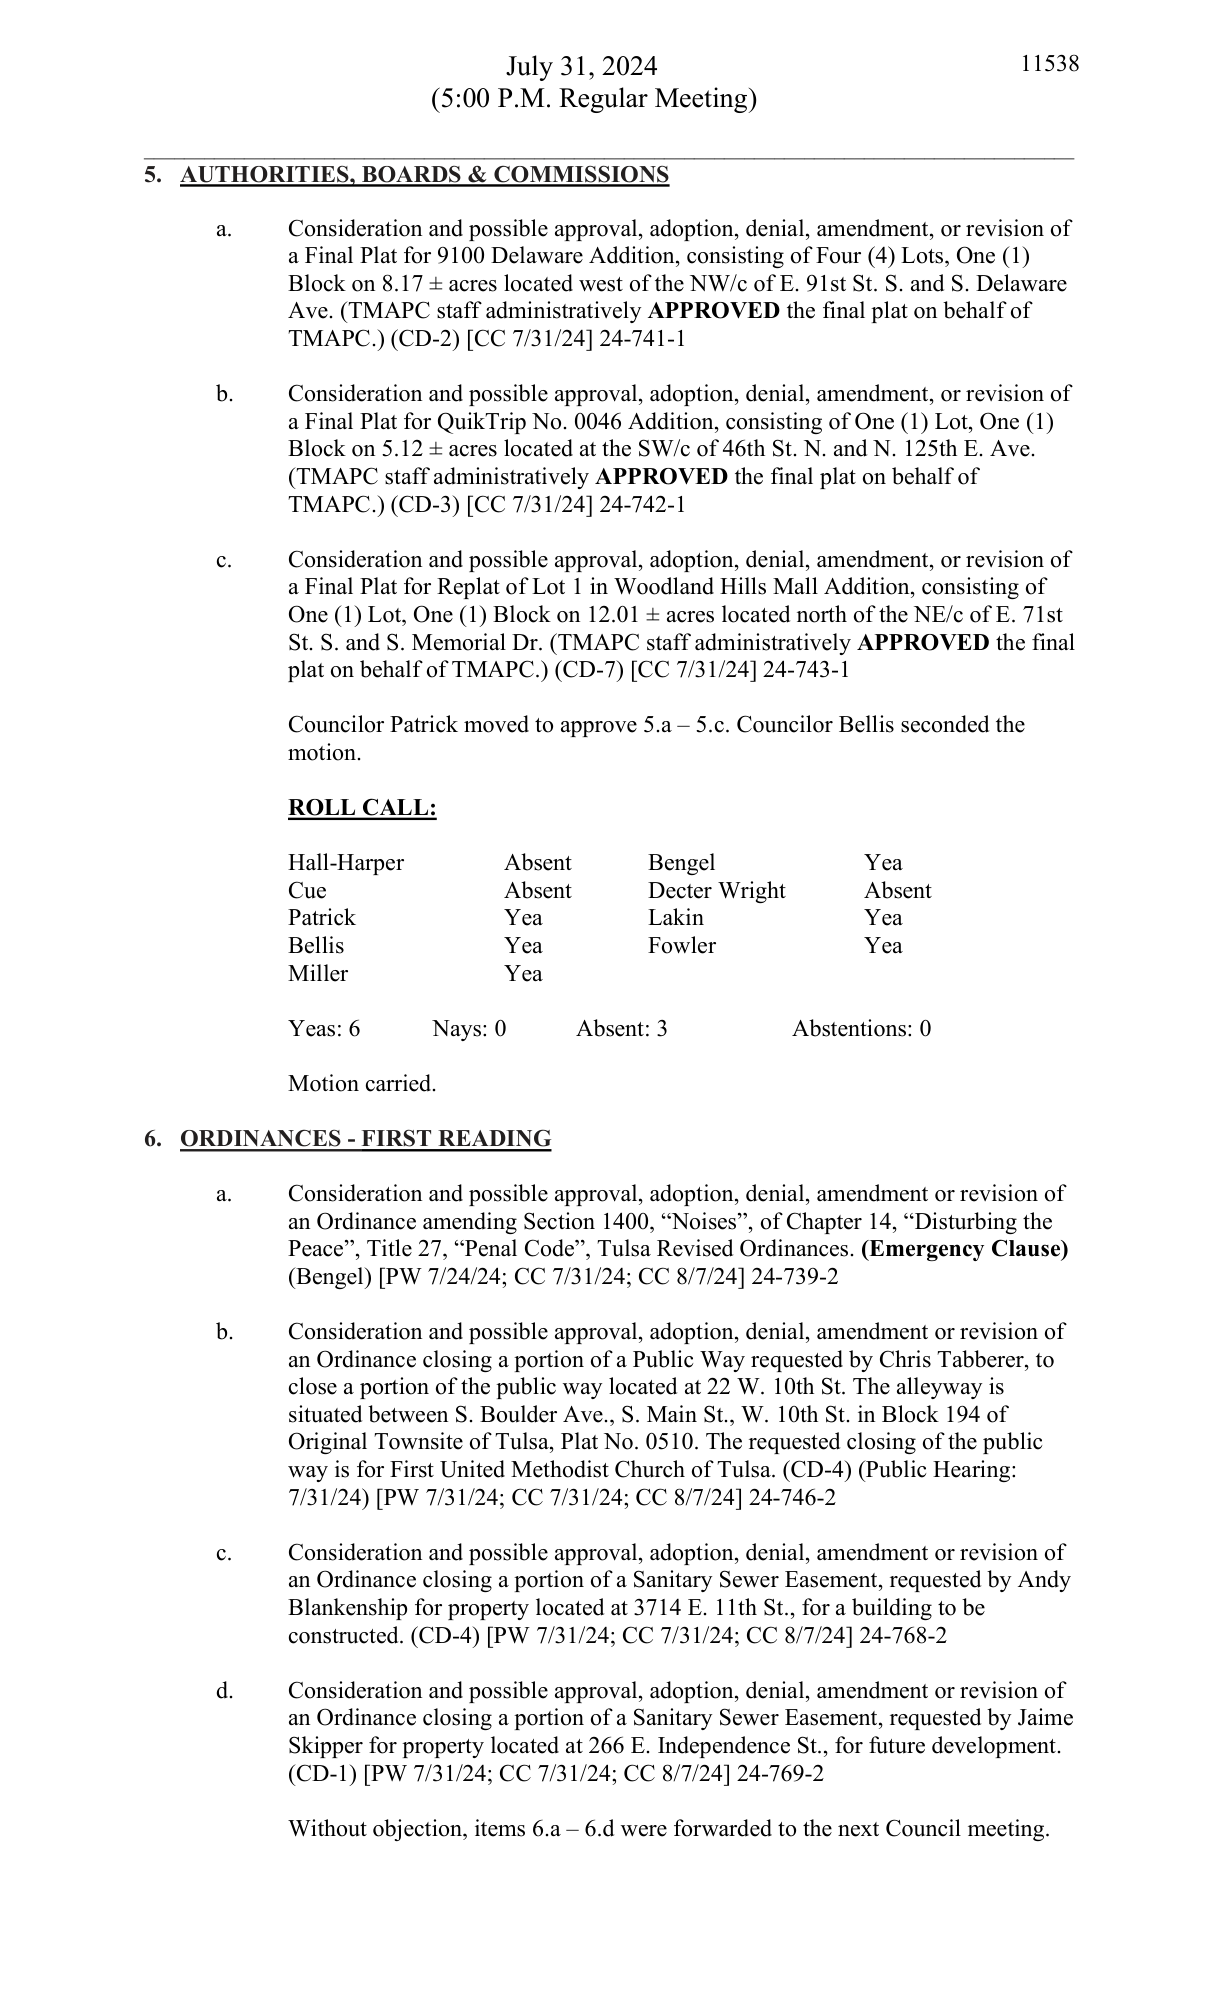 July 31, 2024
11538
(5:00 P.M. Regular Meeting)
5. AUTHORITIES, BOARDS & COMMISSIONS
a. Consideration and possible approval, adoption, denial, amendment, or revision of
a Final Plat for 9100 Delaware Addition, consisting of Four (4) Lots, One (1)
Block on 8.17 ± acres located west of the NW/c of E. 91st St. S. and S. Delaware
Ave. (TMAPC staff administratively APPROVED the final plat on behalf of
TMAPC.) (CD-2) [CC 7/31/24] 24-741-1
b. Consideration and possible approval, adoption, denial, amendment, or revision of
a Final Plat for QuikTrip No. 0046 Addition, consisting of One (1) Lot, One (1)
Block on 5.12 ± acres located at the SW/c of 46th St. N. and N. 125th E. Ave.
(TMAPC staff administratively APPROVED the final plat on behalf of
TMAPC.) (CD-3) [CC 7/31/24] 24-742-1
c. Consideration and possible approval, adoption, denial, amendment, or revision of
a Final Plat for Replat of Lot 1 in Woodland Hills Mall Addition, consisting of
One (1) Lot, One (1) Block on 12.01 ± acres located north of the NE/c of E. 71st
St. S. and S. Memorial Dr. (TMAPC staff administratively APPROVED the final
plat on behalf of TMAPC.) (CD-7) [CC 7/31/24] 24-743-1
Councilor Patrick moved to approve 5.a – 5.c. Councilor Bellis seconded the
motion.
ROLL CALL:
Hall-Harper Absent Bengel Yea
Cue Absent Decter Wright Absent
Patrick Yea Lakin Yea
Bellis Yea Fowler Yea
Miller Yea
Yeas: 6 Nays: 0 Absent: 3 Abstentions: 0
Motion carried.
6. ORDINANCES - FIRST READING
a. Consideration and possible approval, adoption, denial, amendment or revision of
an Ordinance amending Section 1400, “Noises”, of Chapter 14, “Disturbing the
Peace”, Title 27, “Penal Code”, Tulsa Revised Ordinances. (Emergency Clause)
(Bengel) [PW 7/24/24; CC 7/31/24; CC 8/7/24] 24-739-2
b. Consideration and possible approval, adoption, denial, amendment or revision of
an Ordinance closing a portion of a Public Way requested by Chris Tabberer, to
close a portion of the public way located at 22 W. 10th St. The alleyway is
situated between S. Boulder Ave., S. Main St., W. 10th St. in Block 194 of
Original Townsite of Tulsa, Plat No. 0510. The requested closing of the public
way is for First United Methodist Church of Tulsa. (CD-4) (Public Hearing:
7/31/24) [PW 7/31/24; CC 7/31/24; CC 8/7/24] 24-746-2
c. Consideration and possible approval, adoption, denial, amendment or revision of
an Ordinance closing a portion of a Sanitary Sewer Easement, requested by Andy
Blankenship for property located at 3714 E. 11th St., for a building to be
constructed. (CD-4) [PW 7/31/24; CC 7/31/24; CC 8/7/24] 24-768-2
d. Consideration and possible approval, adoption, denial, amendment or revision of
an Ordinance closing a portion of a Sanitary Sewer Easement, requested by Jaime
Skipper for property located at 266 E. Independence St., for future development.
(CD-1) [PW 7/31/24; CC 7/31/24; CC 8/7/24] 24-769-2
Without objection, items 6.a – 6.d were forwarded to the next Council meeting.